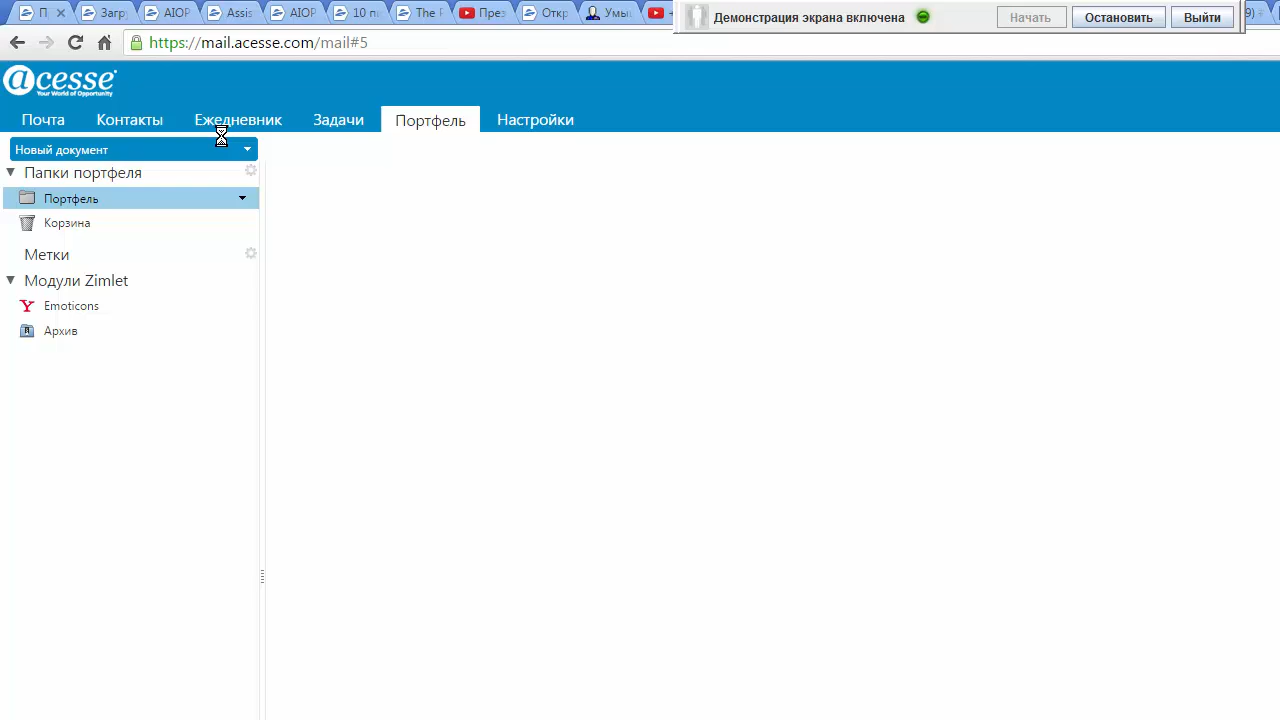 Загр AIOP Assis AIOP 10 The През Откр
Демонстрация экрана включена Начать Остановить Выйти
https://mail.acesse.com/mail#5
acesse
Your World of Opportunity
Почта Контакты Ежедневник Задачи Портфель Настройки
Новый документ
Папки портфеля
Портфель
Корзина
Метки
Модули Zimlet
Emoticons
Архив